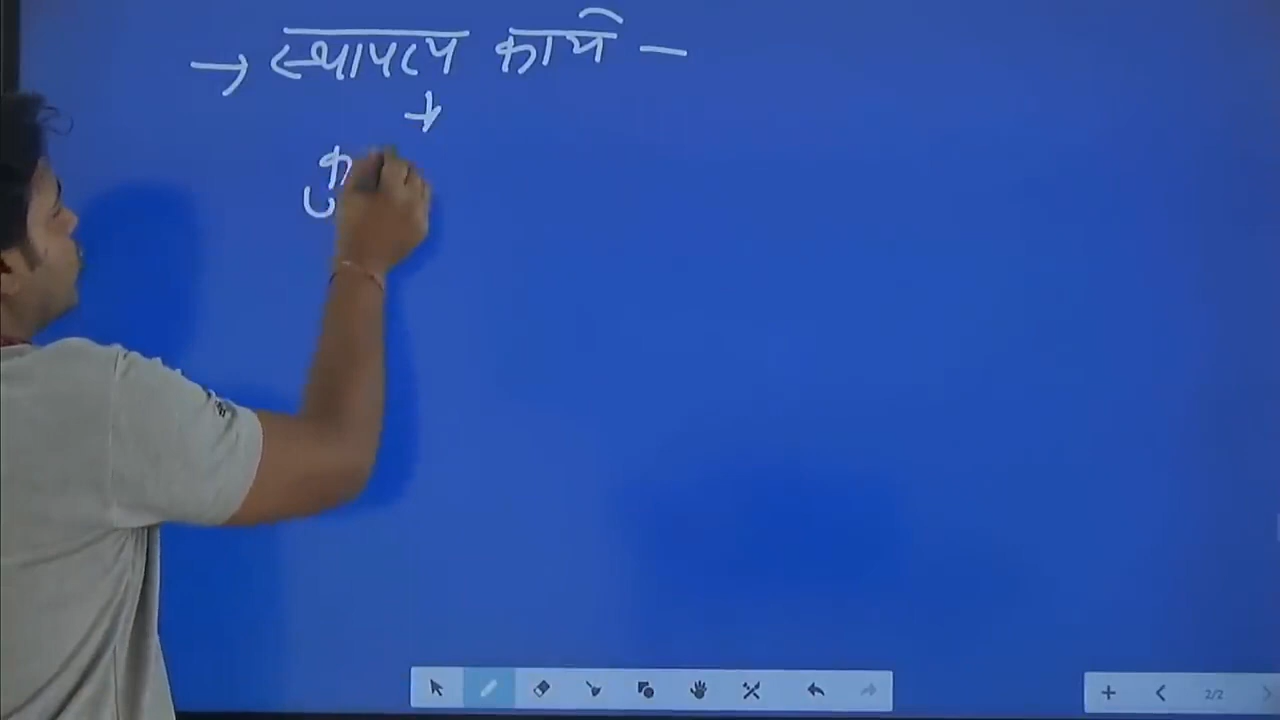 → स्थापत्य कार्य –
कु
2/2